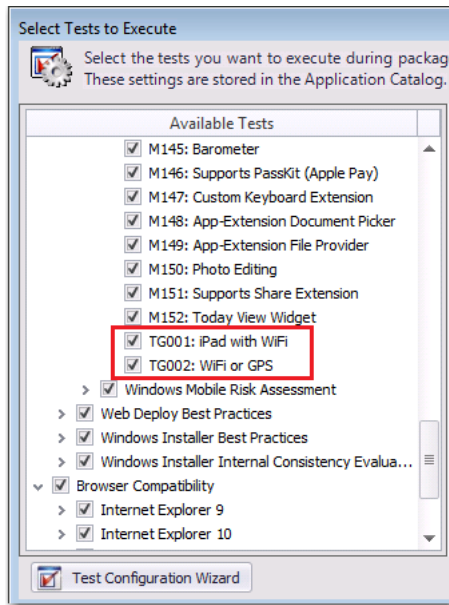 Select Tests to Execute
Select the tests you want to execute during packag
These settings are stored in the Application Catalog.
Available Tests
M145: Barometer
M146: Supports PassKit (Apple Pay)
M147: Custom Keyboard Extension
M148: App-Extension Document Picker
M149: App-Extension File Provider
M150: Photo Editing
M151: Supports Share Extension
M152: Today View Widget
TG001: iPad with WiFi
TG002: WiFi or GPS
Windows Mobile Risk Assessment
Web Deploy Best Practices
Windows Installer Best Practices
Windows Installer Internal Consistency Evalua...
Browser Compatibility
Internet Explorer 9
Internet Explorer 10
Test Configuration Wizard